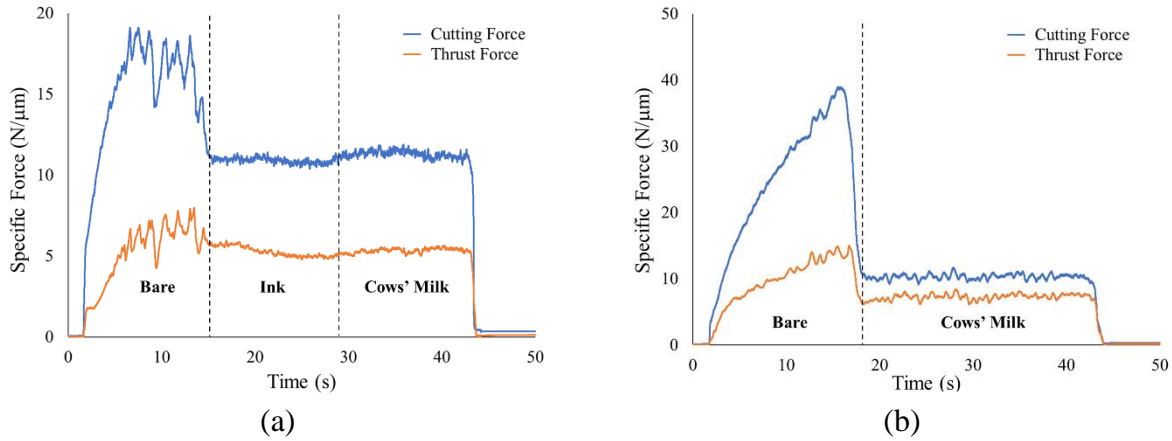 20
15
10
5
0
Specific Force (N/μm)
Cutting Force
Thrust Force
Bare
Ink
Cows' Milk
0 10 20 30 40 50
Time (s)
(a)
50
40
30
20
10
0
Specific Force (N/μm)
Cutting Force
Thrust Force
Bare
Cows' Milk
0 10 20 30 40 50
Time (s)
(b)